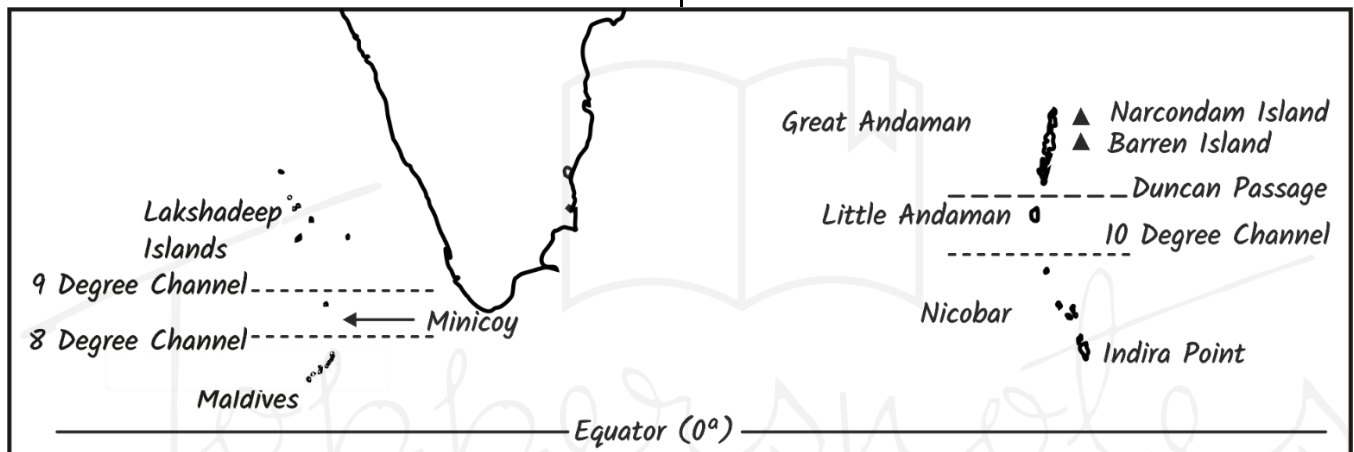 Great Andaman
Narcondam Island
Barren Island
Duncan Passage
Lakshadeep
Islands
Little Andaman
10 Degree Channel
9 Degree Channel
Nicobar
Minicoy
8 Degree Channel
Indira Point
Maldives
Equator (0ª)